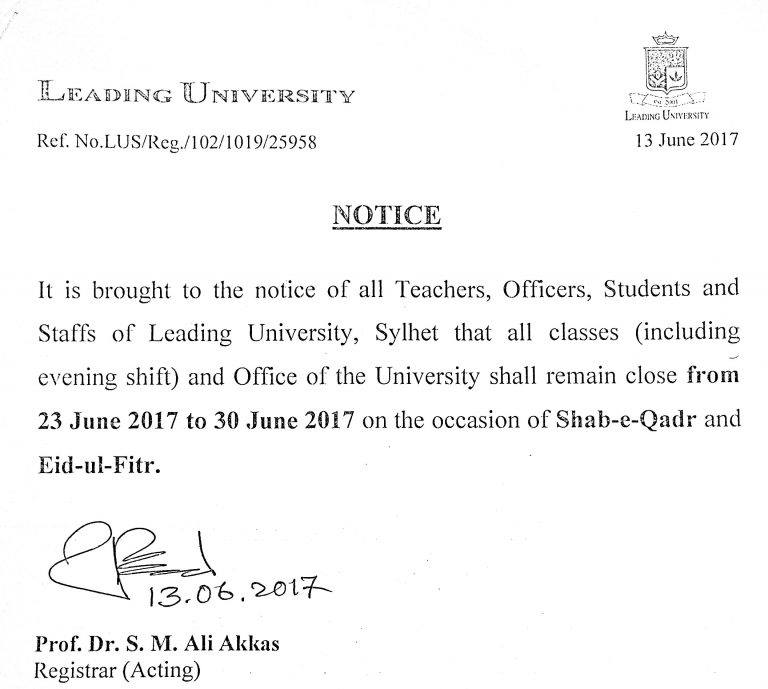 LEADING UNIVERSITY
Est 2001
LEADING UNIVERSITY
Ref. No.LUS/Reg./102/1019/25958
13 June 2017
NOTICE
It is brought to the notice of all Teachers, Officers, Students and
Staffs of Leading University, Sylhet that all classes (including
evening shift) and Office of the University shall remain close from
23 June 2017 to 30 June 2017 on the occasion of Shab-e-Qadr and
Eid-ul-Fitr.
13.06.2017
Prof. Dr. S. M. Ali Akkas
Registrar (Acting)